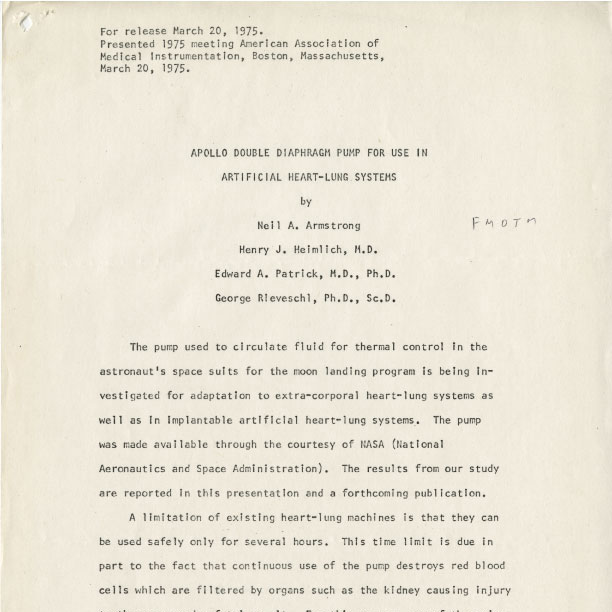 For release March 20, 1975.
Presented 1975 meeting American Association of
Medical Instrumentation, Boston, Massachusetts,
March 20, 1975.
APOLLO DOUBLE DIAPHRAGM PUMP FOR USE IN
ARTIFICIAL HEART-LUNG SYSTEMS
by
Neil A. Armstrong
FMOTM
Henry J. Heimlich, M.D.
Edward A. Patrick, M.D., Ph.D.
George Rieveschl, Ph.D., Sc.D.
The pump used to circulate fluid for thermal control in the
astronaut's space suits for the moon landing program is being in-
vestigated for adaptation to extra-corporal heart-lung systems as
well as in implantable artificial heart-lung systems. The pump
was made available through the courtesy of NASA (National
Aeronautics and Space Administration). The results from our study
are reported in this presentation and a forthcoming publication.
A limitation of existing heart-lung machines is that they can
be used safely only for several hours. This time limit is due in
part to the fact that continuous use of the pump destroys red blood
cells which are filtered by organs such as the kidney causing injury